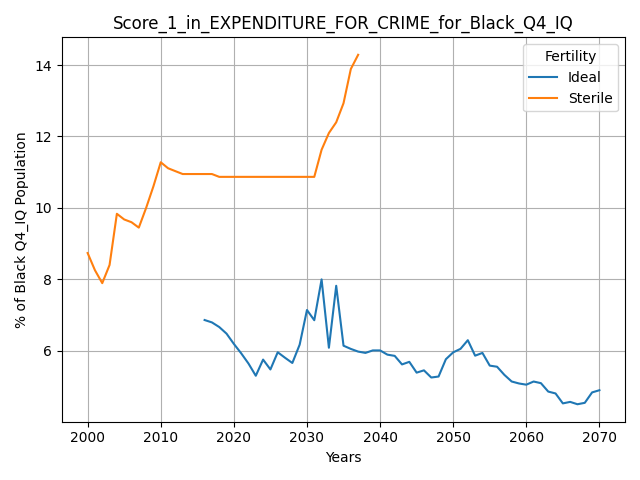 Score_1_in_EXPENDITURE_FOR_CRIME_for_Black_Q4_IQ
Fertility
Ideal
Sterile
% of Black Q4_IQ Population
14
12
10
8
6
2000 2010 2020 2030 2040 2050 2060 2070
Years